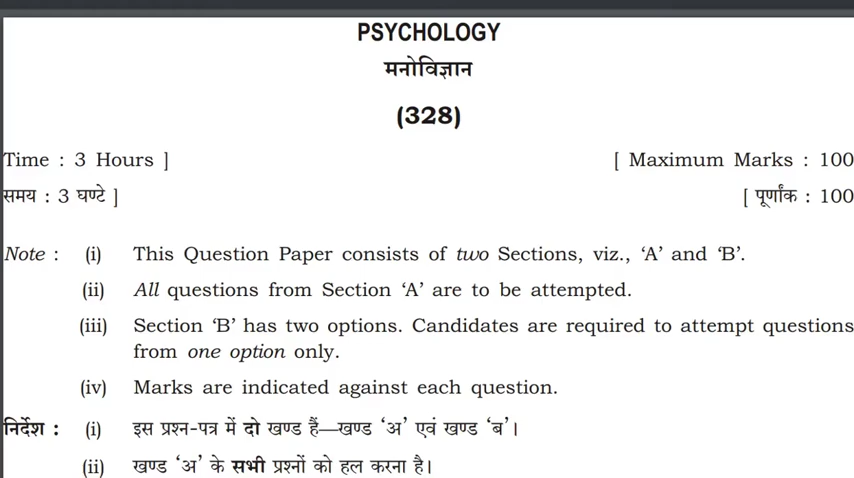 PSYCHOLOGY
मनोविज्ञान
(328)
Time : 3 Hours ] [ Maximum Marks : 100
समय : 3 घण्टे ] [ पूर्णांक : 100
Note : (i) This Question Paper consists of two Sections, viz., ‘A’ and ‘B’.
(ii) All questions from Section ‘A’ are to be attempted.
(iii) Section ‘B’ has two options. Candidates are required to attempt questions
from one option only.
(iv) Marks are indicated against each question.
निर्देश : (i) इस प्रश्न-पत्र में दो खण्ड हैं—खण्ड ‘अ’ एवं खण्ड ‘ब’।
(ii) खण्ड ‘अ’ के सभी प्रश्नों को हल करना है।